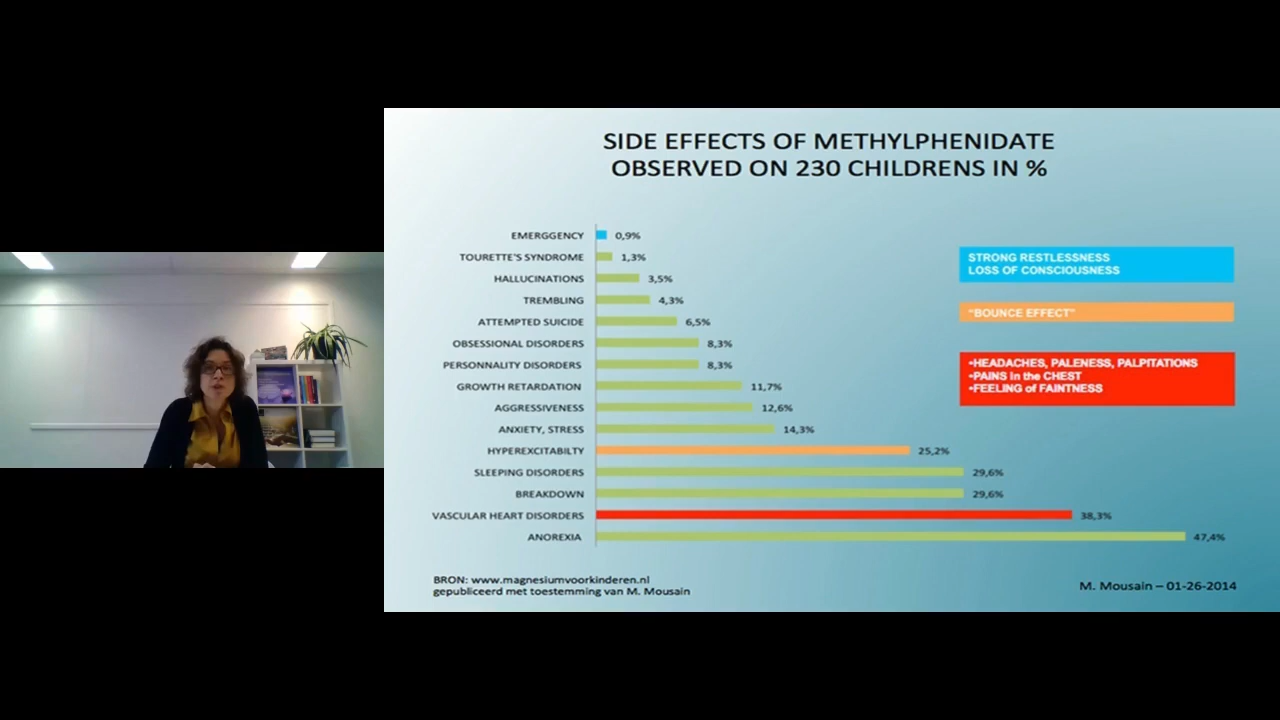 SIDE EFFECTS OF METHYLPHENIDATE
OBSERVED ON 230 CHILDRENS IN %
EMERGGENCY 0,9%
TOURETTE'S SYNDROME 1,3%
HALLUCINATIONS 3,5%
TREMBLING 4,3%
ATTEMPTED SUICIDE 6,5%
OBSESSIONAL DISORDERS 8,3%
PERSONNALITY DISORDERS 8,3%
GROWTH RETARDATION 11,7%
AGGRESSIVENESS 12,6%
ANXIETY, STRESS 14,3%
HYPEREXCITABILTY 25,2%
SLEEPING DISORDERS 29,6%
BREAKDOWN 29,6%
VASCULAR HEART DISORDERS 38,3%
ANOREXIA 47,4%
STRONG RESTLESSNESS
LOSS OF CONSCIOUSNESS
"BOUNCE EFFECT"
•HEADACHES, PALENESS, PALPITATIONS
•PAINS in the CHEST
•FEELING of FAINTNESS
BRON: www.magnesiumvoorkinderen.nl
gepubliceerd met toestemming van M. Mousain
M. Mousain – 01-26-2014